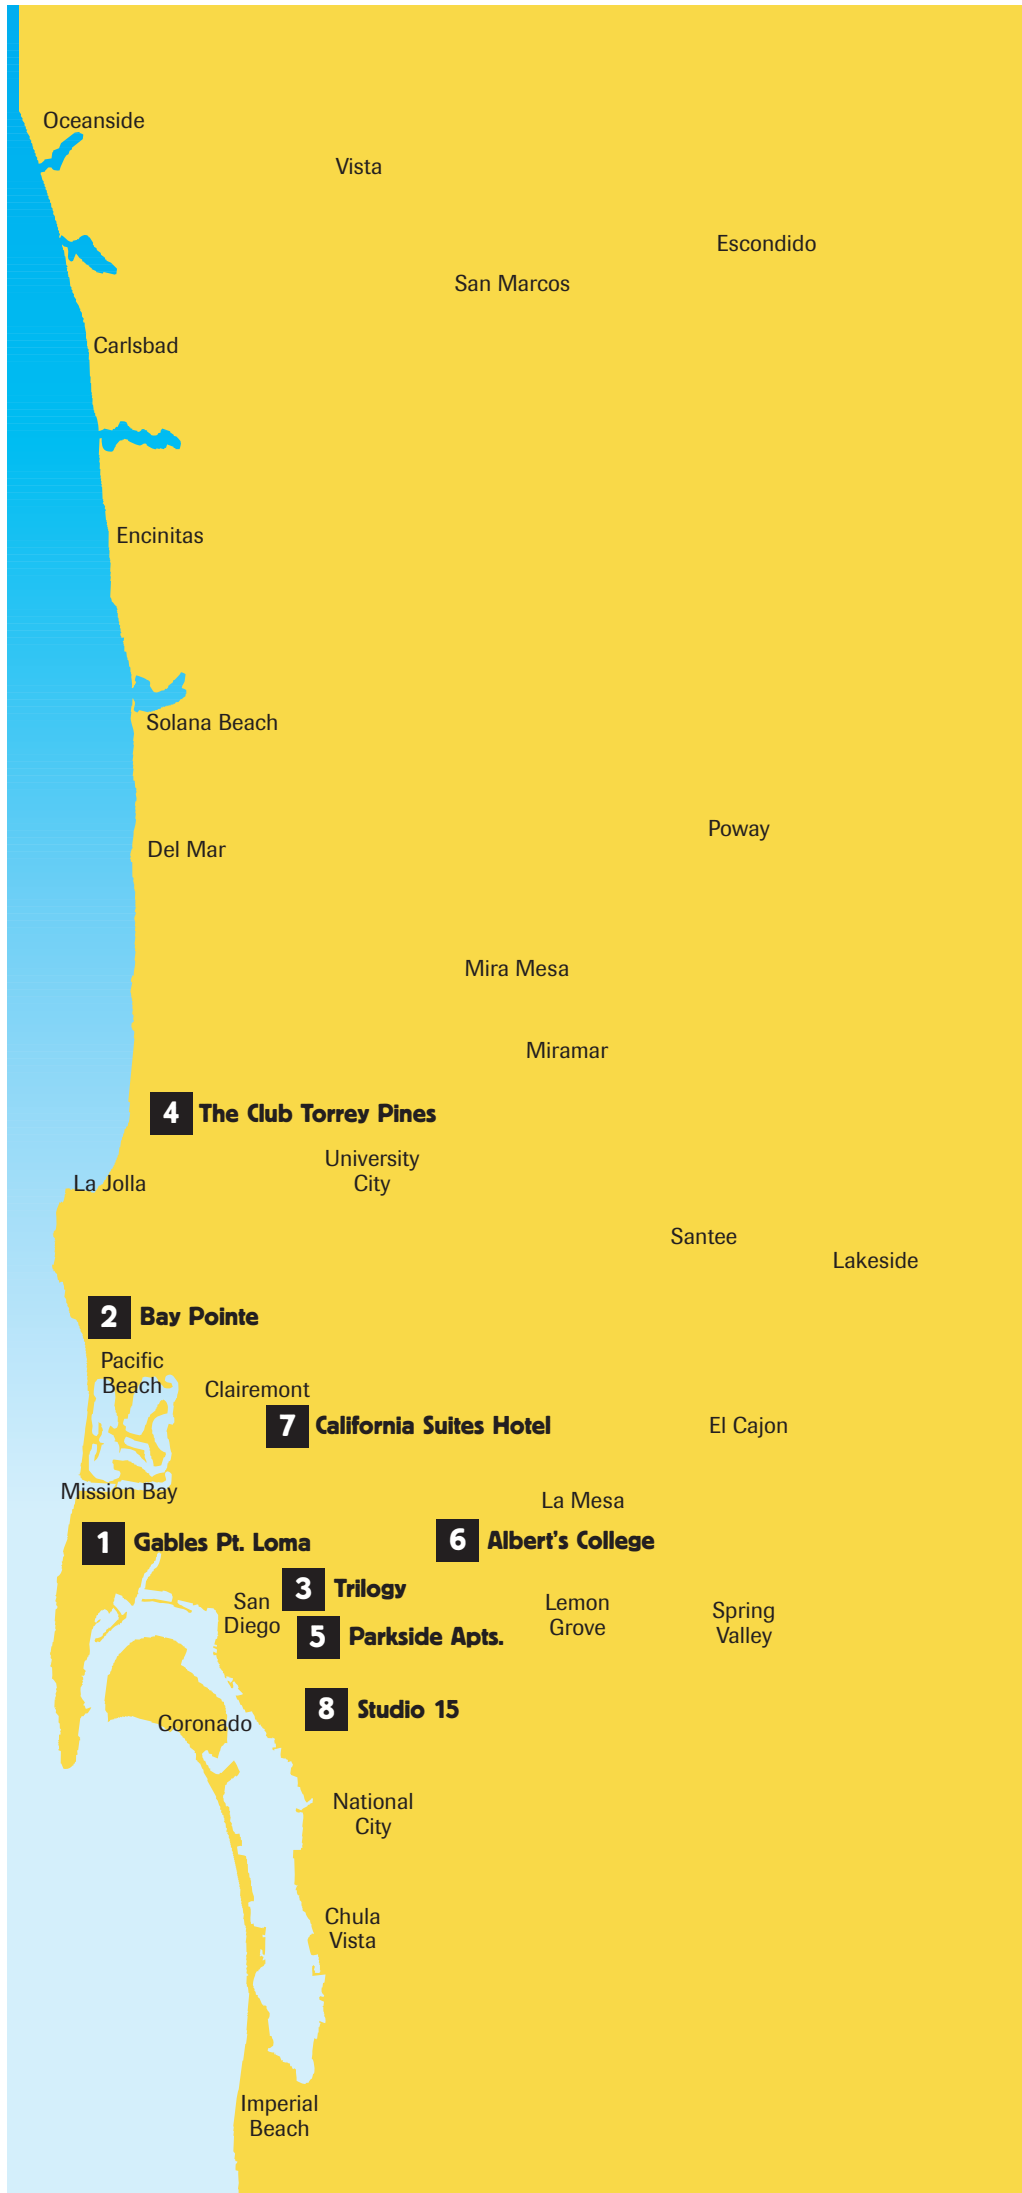 Oceanside
Vista
Escondido
San Marcos
Carlsbad
Encinitas
Solana Beach
Poway
Del Mar
Mira Mesa
Miramar
4 The Club Torrey Pines
University
City
La Jolla
Santee
Lakeside
2 Bay Pointe
Pacific
Beach
Clairemont
7 California Suites Hotel
El Cajon
Mission Bay
La Mesa
1 Gables Pt. Loma
6 Albert's College
3 Trilogy
San
Diego
Lemon
Grove
Spring
Valley
5 Parkside Apts.
8 Studio 15
Coronado
National
City
Chula
Vista
Imperial
Beach